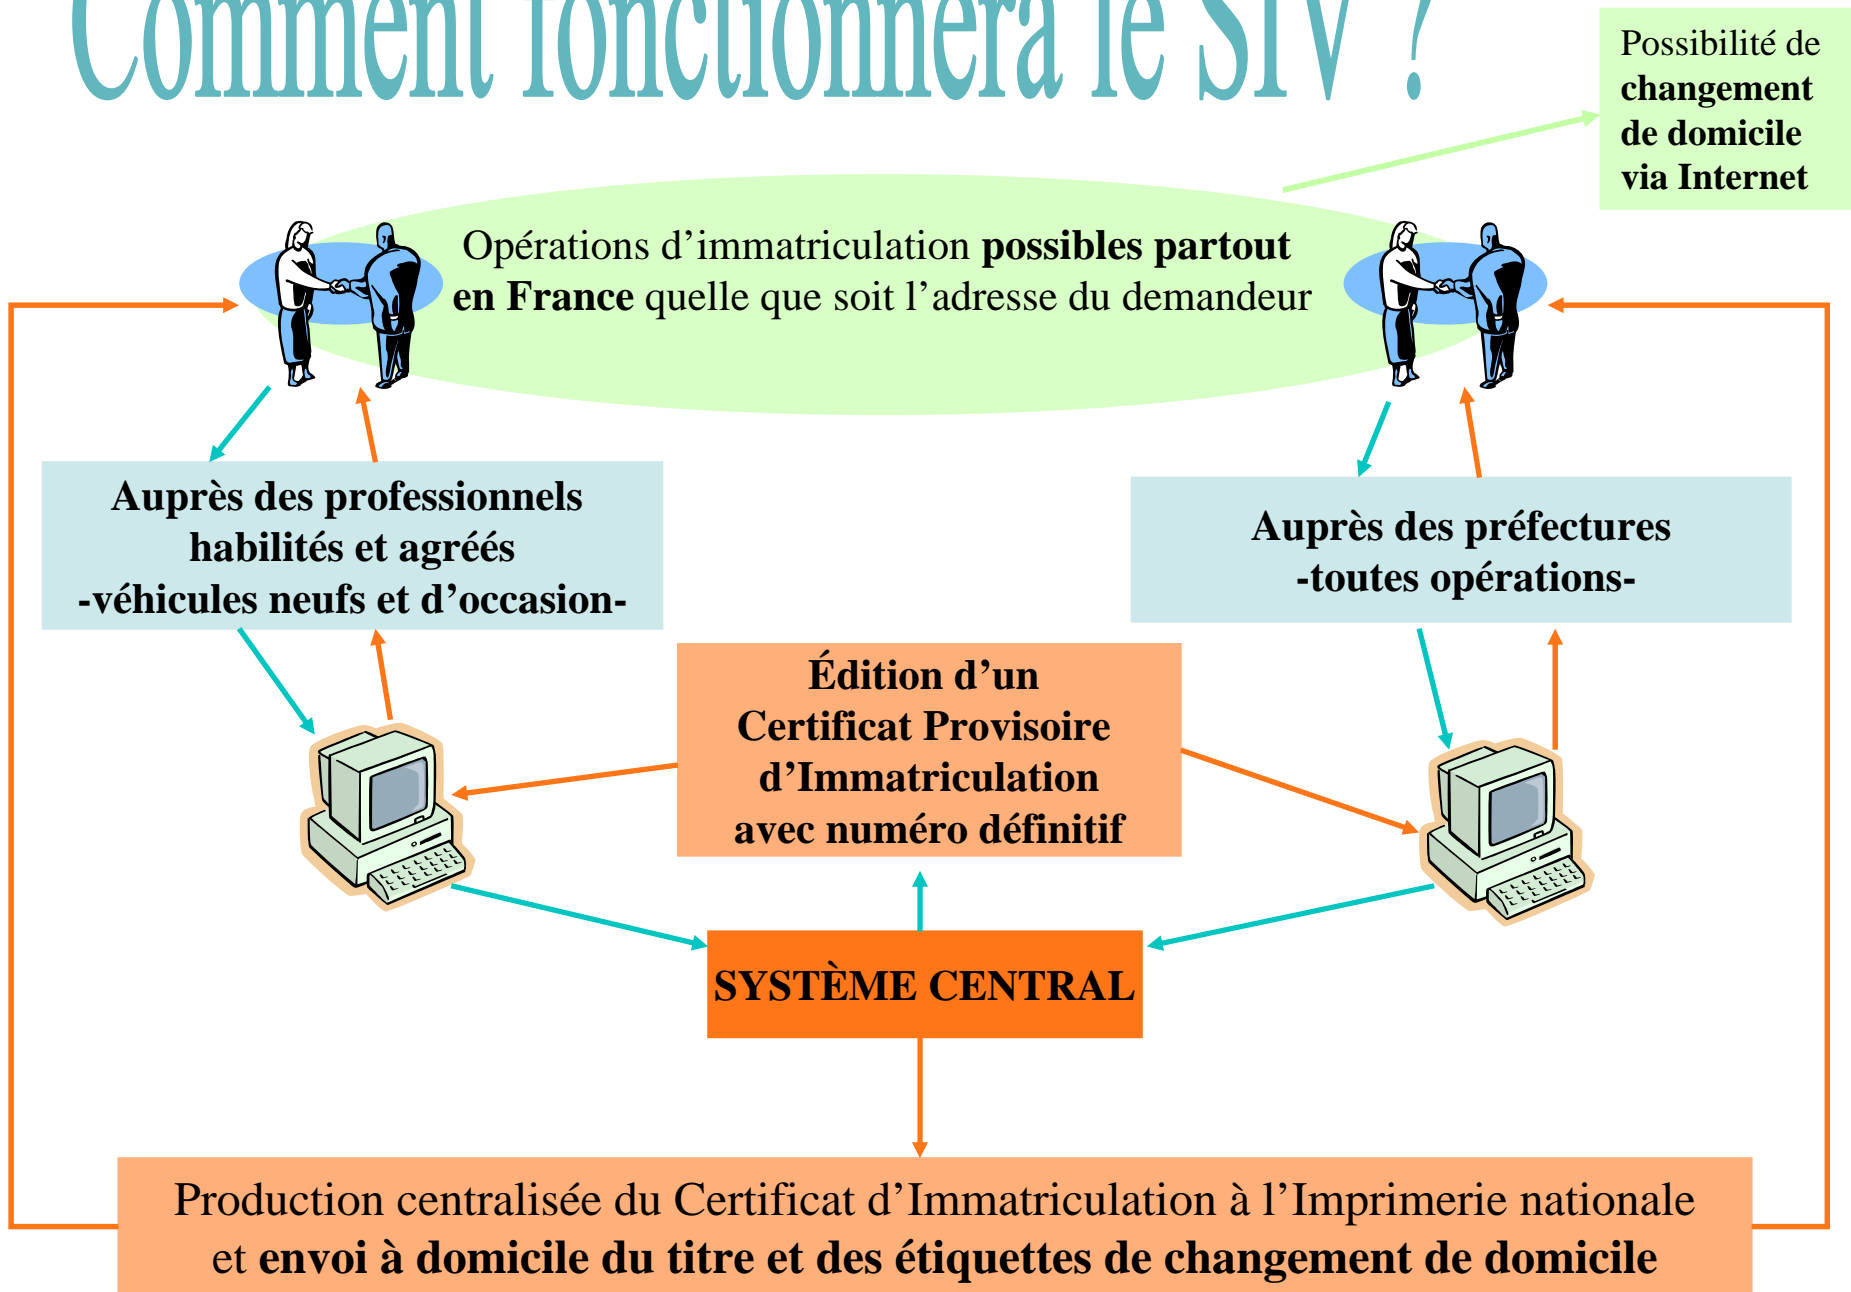 Comment fonctionnera le SIV ?
Possibilité de
changement
de domicile
via Internet
Opérations d’immatriculation possibles partout
en France quelle que soit l’adresse du demandeur
Auprès des professionnels
habilités et agréés
-véhicules neufs et d’occasion-
Auprès des préfectures
-toutes opérations-
Édition d’un
Certificat Provisoire
d’Immatriculation
avec numéro définitif
SYSTÈME CENTRAL
Production centralisée du Certificat d’Immatriculation à l’Imprimerie nationale
et envoi à domicile du titre et des étiquettes de changement de domicile